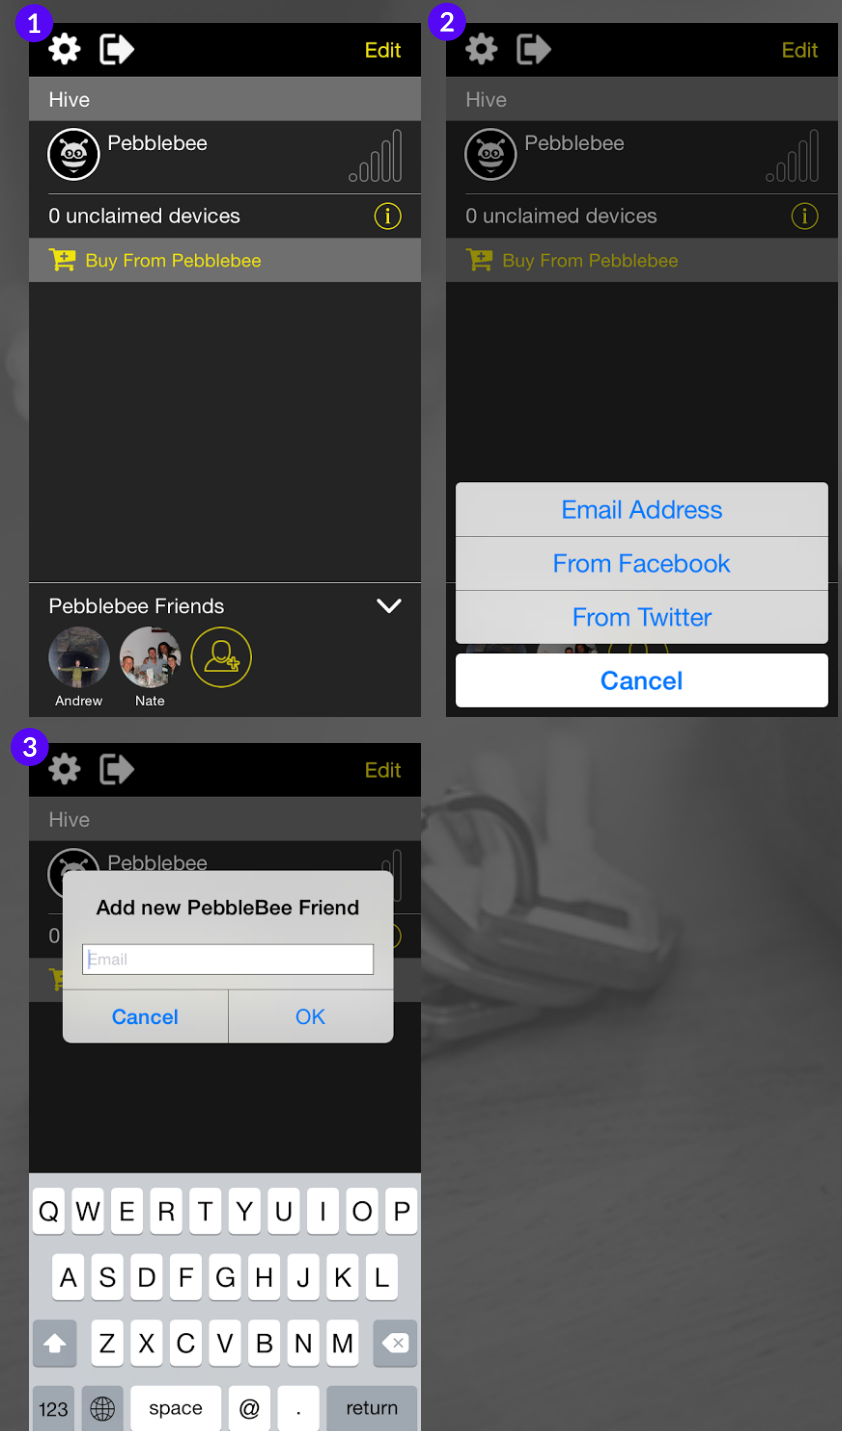 1
Edit
Hive
Pebblebee
0 unclaimed devices
i
Buy From Pebblebee
Pebblebee Friends
Andrew
Nate
2
Edit
Hive
Pebblebee
0 unclaimed devices
i
Buy From Pebblebee
Email Address
From Facebook
From Twitter
Cancel
3
Edit
Hive
Pebblebee
0
Add new PebbleBee Friend
Email
Cancel OK
Q W E R T Y U I O P
A S D F G H J K L
Z X C V B N M
123 space @ . return